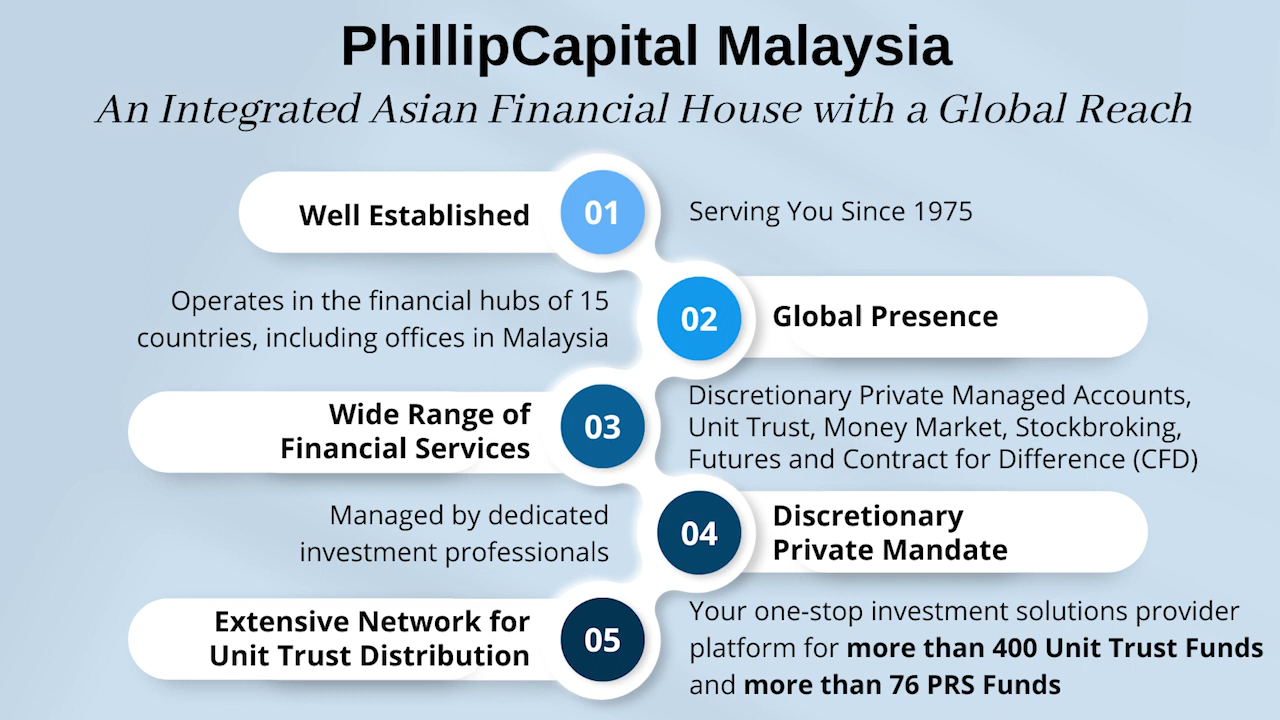 PhillipCapital Malaysia
An Integrated Asian Financial House with a Global Reach
Well Established
01
Serving You Since 1975
Operates in the financial hubs of 15
countries, including offices in Malaysia
02
Global Presence
Wide Range of
Financial Services
03
Discretionary Private Managed Accounts,
Unit Trust, Money Market, Stockbroking,
Futures and Contract for Difference (CFD)
Managed by dedicated
investment professionals
04
Discretionary
Private Mandate
Extensive Network for
Unit Trust Distribution
05
Your one-stop investment solutions provider
platform for more than 400 Unit Trust Funds
and more than 76 PRS Funds